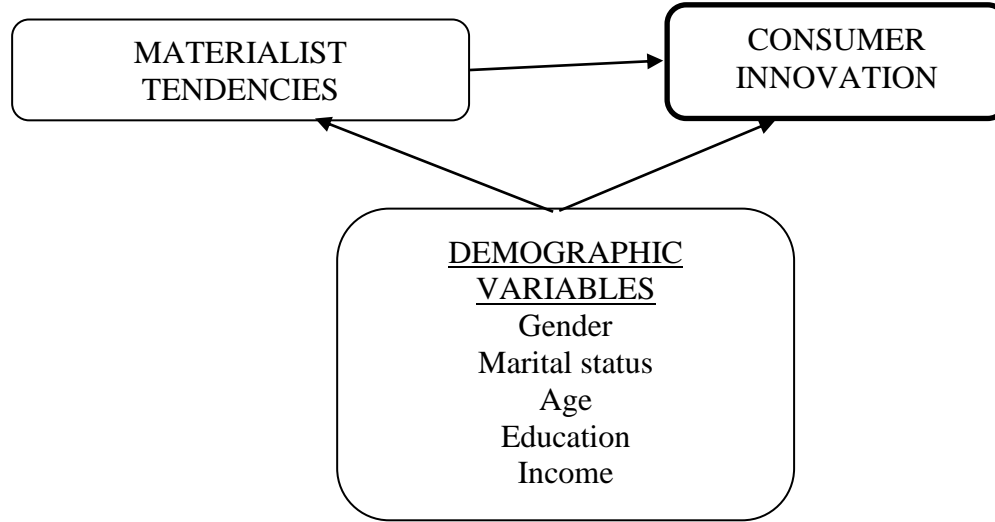 MATERIALIST
TENDENCIES
CONSUMER
INNOVATION
DEMOGRAPHIC
VARIABLES
Gender
Marital status
Age
Education
Income